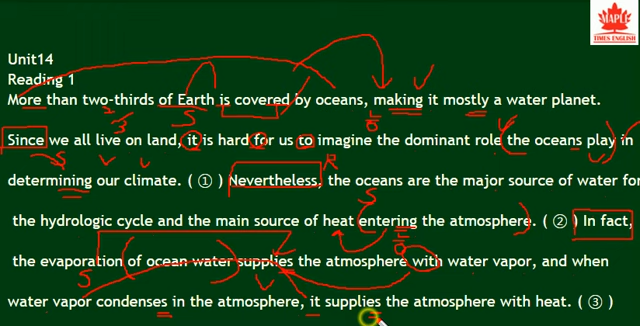 MAPLE
TIMES ENGLISH
Unit14
Reading 1
More than two-thirds of Earth is covered by oceans, making it mostly a water planet.
2
3
S
Since we all live on land, it is hard for us to imagine the dominant role the oceans play in
S
determining our climate. ( ① ) Nevertheless, the oceans are the major source of water for
S
the hydrologic cycle and the main source of heat entering the atmosphere. ( ② ) In fact,
the evaporation of ocean water supplies the atmosphere with water vapor, and when
S
water vapor condenses in the atmosphere, it supplies the atmosphere with heat. ( ③ )